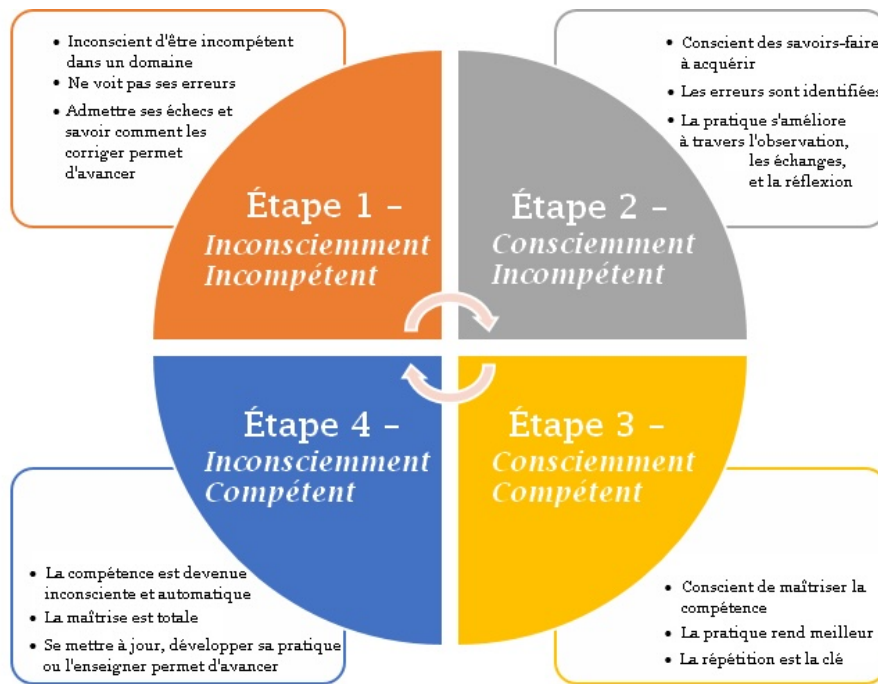 • Inconscient d'être incompétent
dans un domaine
• Ne voit pas ses erreurs
• Admettre ses échecs et
savoir comment les
corriger permet
d'avancer
Étape 1 –
Inconsciemment
Incompétent
• Conscient des savoirs-faire
à acquérir
• Les erreurs sont identifiées
• La pratique s'améliore
à travers l'observation,
les échanges,
et la réflexion
Étape 2 –
Consciemment
Incompétent
Étape 3 –
Consciemment
Compétent
• Conscient de maîtriser la
compétence
• La pratique rend meilleur
• La répétition est la clé
Étape 4 –
Inconsciemment
Compétent
• La compétence est devenue
inconsciente et automatique
• La maîtrise est totale
• Se mettre à jour, développer sa pratique
ou l'enseigner permet d'avancer